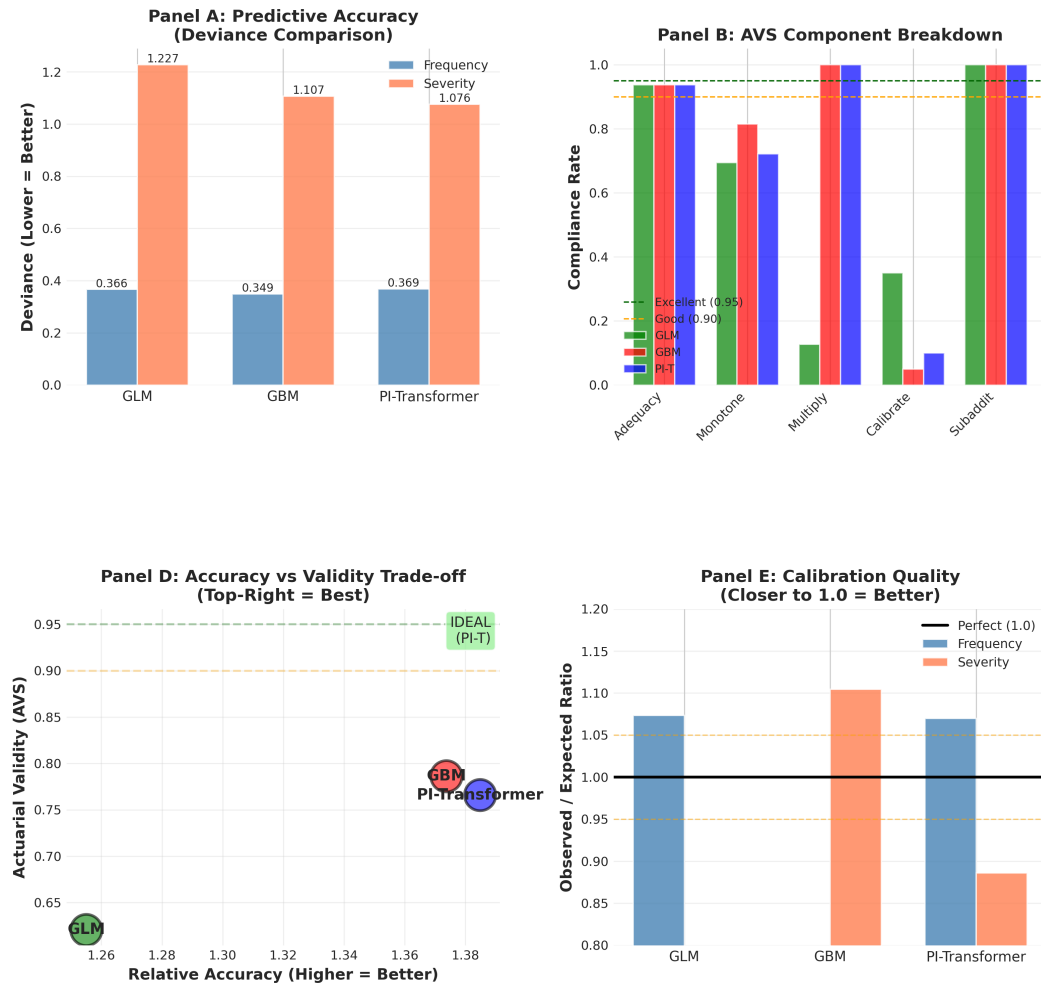 Panel A: Predictive Accuracy
(Deviance Comparison)
Deviance (Lower = Better)
1.2
1.0
0.8
0.6
0.4
0.2
0.0
Frequency
Severity
0.366
1.227
0.349
1.107
0.369
1.076
GLM
GBM
PI-Transformer
Panel B: AVS Component Breakdown
Compliance Rate
1.0
0.8
0.6
0.4
0.2
0.0
Excellent (0.95)
Good (0.90)
GLM
GBM
PI-T
Adequacy
Monotone
Multiply
Calibrate
Subaddit
Panel D: Accuracy vs Validity Trade-off
(Top-Right = Best)
Actuarial Validity (AVS)
0.95
0.90
0.85
0.80
0.75
0.70
0.65
IDEAL
(PI-T)
GBM
PI-Transformer
GLM
1.26
1.28
1.30
1.32
1.34
1.36
1.38
Relative Accuracy (Higher = Better)
Panel E: Calibration Quality
(Closer to 1.0 = Better)
Observed / Expected Ratio
1.20
1.15
1.10
1.05
1.00
0.95
0.90
0.85
0.80
Perfect (1.0)
Frequency
Severity
GLM
GBM
PI-Transformer